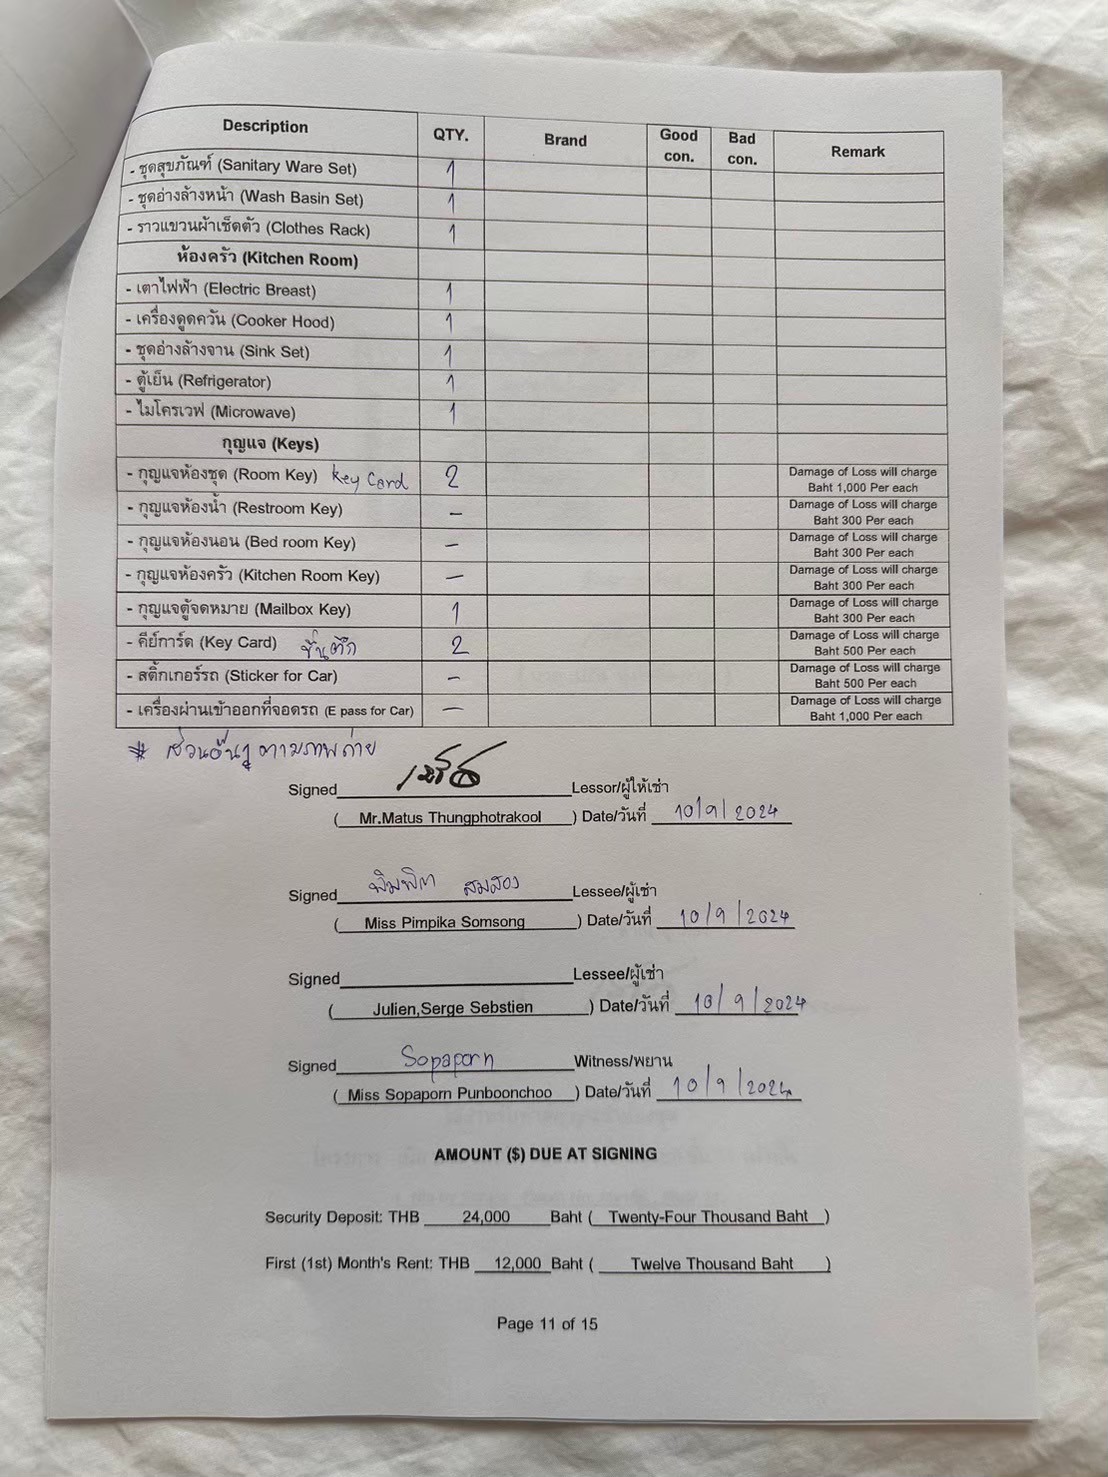 Description QTY. Brand Good con. Bad con. Remark
- ชุดสุขภัณฑ์ (Sanitary Ware Set) 1
- ชุดอ่างล้างหน้า (Wash Basin Set) 1
- ราวแขวนผ้าเช็ดตัว (Clothes Rack) 1
ห้องครัว (Kitchen Room)
- เตาไฟฟ้า (Electric Breast) 1
- เครื่องดูดควัน (Cooker Hood) 1
- ชุดอ่างล้างจาน (Sink Set) 1
- ตู้เย็น (Refrigerator) 1
- ไมโครเวฟ (Microwave) 1
กุญแจ (Keys)
- กุญแจห้องชุด (Room Key) Key Card 2 Damage of Loss will charge Baht 1,000 Per each
- กุญแจห้องน้ำ (Restroom Key) - Damage of Loss will charge Baht 300 Per each
- กุญแจห้องนอน (Bed room Key) - Damage of Loss will charge Baht 300 Per each
- กุญแจห้องครัว (Kitchen Room Key) - Damage of Loss will charge Baht 300 Per each
- กุญแจตู้จดหมาย (Mailbox Key) 1 Damage of Loss will charge Baht 300 Per each
- คีย์การ์ด (Key Card) ขึ้นตึก 2 Damage of Loss will charge Baht 500 Per each
- สติ้กเกอร์รถ (Sticker for Car) - Damage of Loss will charge Baht 500 Per each
- เครื่องผ่านเข้าออกที่จอดรถ (E pass for Car) - Damage of Loss will charge Baht 1,000 Per each
* ส่วนอื่นๆ ตามภาพถ่าย
Signed Lessor/ผู้ให้เช่า
( Mr.Matus Thungphotrakool ) Date/วันที่ 10/9/2024
Signed พิมพิกา สมสอง Lessee/ผู้เช่า
( Miss Pimpika Somsong ) Date/วันที่ 10/9/2024
Signed Lessee/ผู้เช่า
( Julien,Serge Sebstien ) Date/วันที่ 10/9/2024
Signed Sopaporn Witness/พยาน
( Miss Sopaporn Punboonchoo ) Date/วันที่ 10/9/2024
AMOUNT ($) DUE AT SIGNING
Security Deposit: THB 24,000 Baht ( Twenty-Four Thousand Baht )
First (1st) Month's Rent: THB 12,000 Baht ( Twelve Thousand Baht )
Page 11 of 15